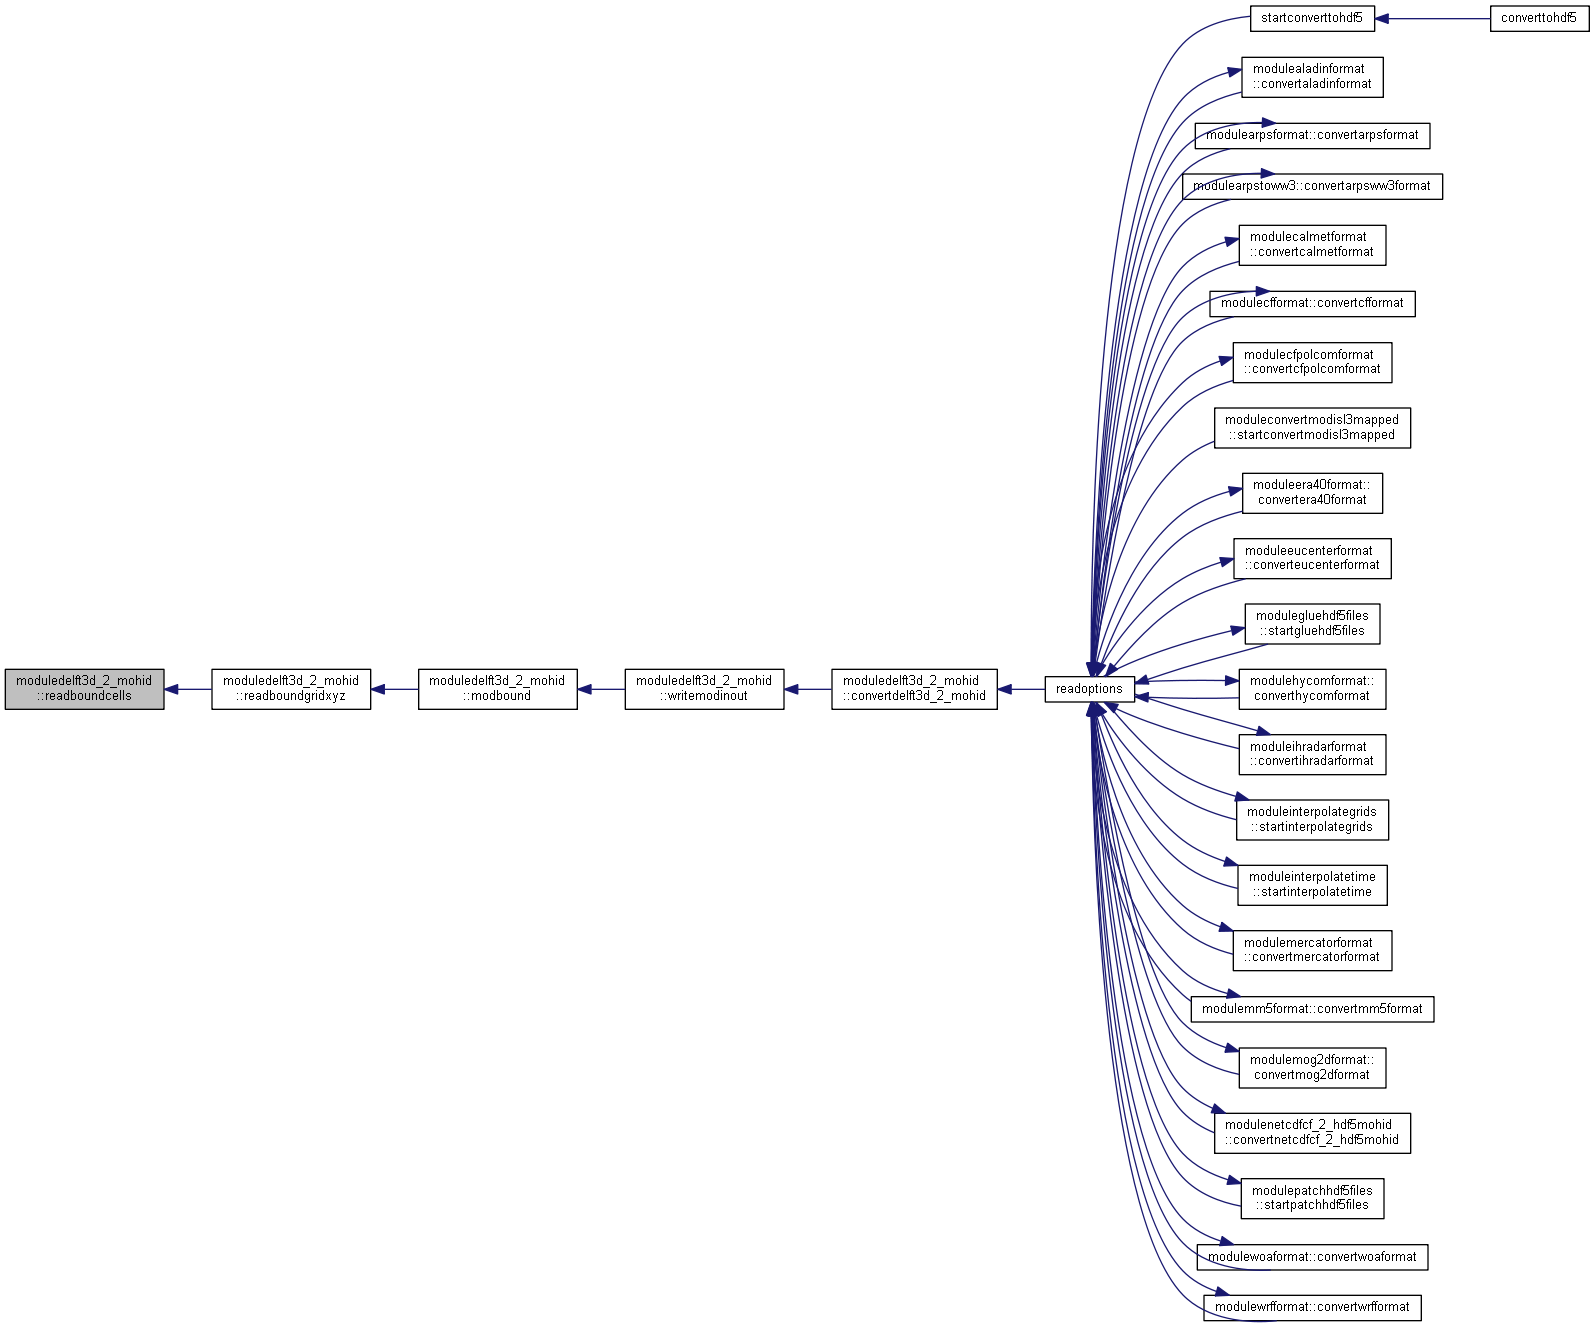 startconverttohdf5
converttohdf5
modulealadinformat
::convertaladinformat
modulearpsformat::convertarpsformat
modulearpstoww3::convertarpsww3format
modulecalmetformat
::convertcalmetformat
modulecfformat::convertcfformat
modulecfpolcomformat
::convertcfpolcomformat
moduleconvertmodisl3mapped
::startconvertmodisl3mapped
moduleera40format::
convertera40format
moduleeucenterformat
::converteucenterformat
modulegluehdf5files
::startgluehdf5files
moduledelft3d_2_mohid
::readboundcells
moduledelft3d_2_mohid
::readboundgridxyz
moduledelft3d_2_mohid
::modbound
moduledelft3d_2_mohid
::writemodinout
moduledelft3d_2_mohid
::convertdelft3d_2_mohid
readoptions
modulehycomformat::
converthycomformat
moduleihradarformat
::convertihradarformat
moduleinterpolategrids
::startinterpolategrids
moduleinterpolatetime
::startinterpolatetime
modulemercatorformat
::convertmercatorformat
modulemm5format::convertmm5format
modulemog2dformat::
convertmog2dformat
modulenetcdfcf_2_hdf5mohid
::convertnetcdfcf_2_hdf5mohid
modulepatchhdf5files
::startpatchhdf5files
modulewoaformat::convertwoaformat
modulewrfformat::convertwrfformat